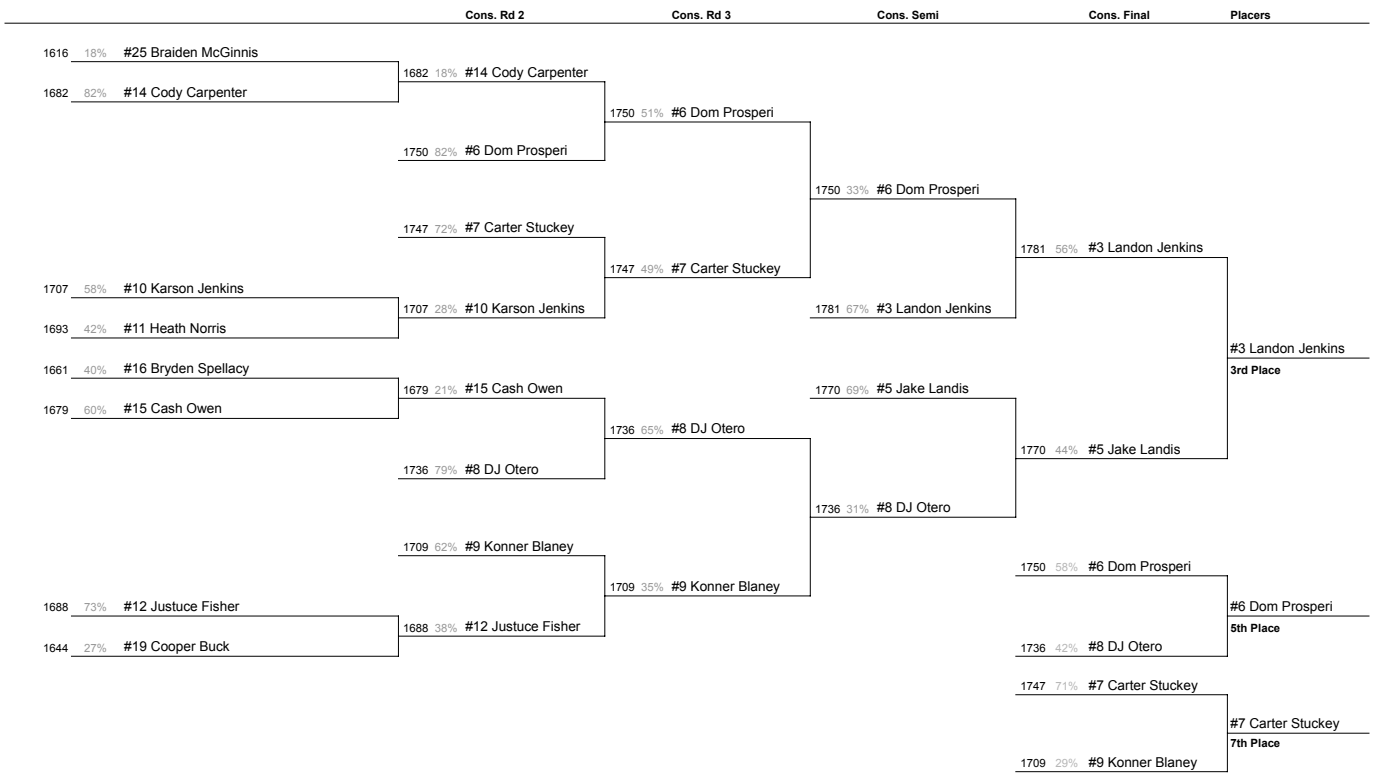 Cons. Rd 2 Cons. Rd 3 Cons. Semi Cons. Final Placers
1616 18% #25 Braiden McGinnis
1682 18% #14 Cody Carpenter
1682 82% #14 Cody Carpenter
1750 51% #6 Dom Prosperi
1750 82% #6 Dom Prosperi
1750 33% #6 Dom Prosperi
1747 72% #7 Carter Stuckey
1781 56% #3 Landon Jenkins
1747 49% #7 Carter Stuckey
1707 58% #10 Karson Jenkins
1707 28% #10 Karson Jenkins
1781 67% #3 Landon Jenkins
1693 42% #11 Heath Norris
#3 Landon Jenkins
1661 40% #16 Bryden Spellacy
3rd Place
1679 21% #15 Cash Owen
1770 69% #5 Jake Landis
1679 60% #15 Cash Owen
1736 65% #8 DJ Otero
1770 44% #5 Jake Landis
1736 79% #8 DJ Otero
1736 31% #8 DJ Otero
1709 62% #9 Konner Blaney
1750 58% #6 Dom Prosperi
1709 35% #9 Konner Blaney
1688 73% #12 Justuce Fisher
#6 Dom Prosperi
1688 38% #12 Justuce Fisher
5th Place
1644 27% #19 Cooper Buck
1736 42% #8 DJ Otero
1747 71% #7 Carter Stuckey
#7 Carter Stuckey
7th Place
1709 29% #9 Konner Blaney